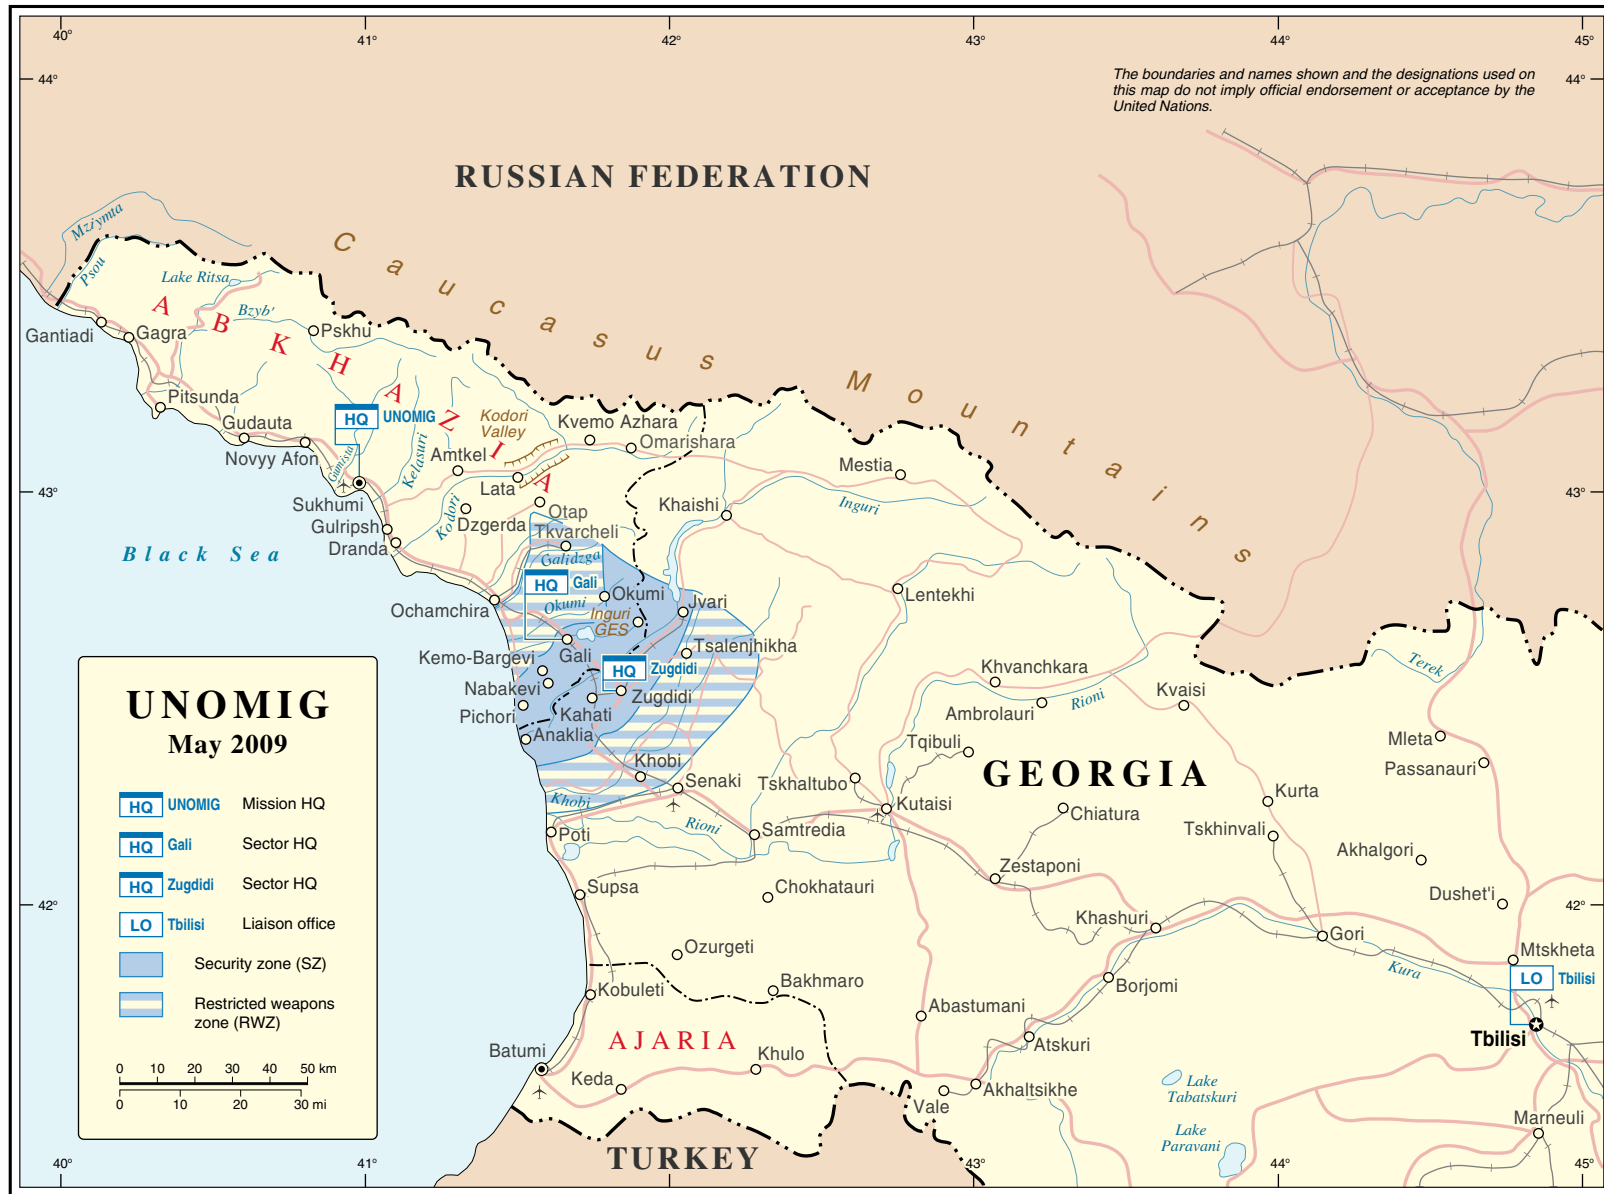 40°
41°
42°
43°
44°
45°
44°
44°
The boundaries and names shown and the designations used on
this map do not imply official endorsement or acceptance by the
United Nations.
RUSSIAN FEDERATION
Caucasus Mountains
Mziymta
Psou
Lake Ritsa
Bzyb'
ABKHAZIA
Gantiadi
Gagra
Pskhu
Pitsunda
Gudauta
Novyy Afon
HQ UNOMIG
Gumista
Kelasuri
Kodori
Valley
Kvemo Azhara
Omarishara
Amtkel
Lata
Mestia
43°
43°
Sukhumi
Gulripsh
Dranda
Kodori
Dzgerda
Otap
Tkvarcheli
Khaishi
Inguri
Black Sea
Galidzga
HQ Gali
Okumi
Okumi
Inguri
GES
Jvari
Lentekhi
Ochamchira
Gali
Tsalenjhikha
Kemo-Bargevi
HQ Zugdidi
Nabakevi
Zugdidi
Pichori
Kahati
Anaklia
Khvanchkara
Ambrolauri
Rioni
Kvaisi
Terek
Mleta
Passanauri
Tqibuli
GEORGIA
Khobi
Senaki
Tskhaltubo
Kutaisi
Chiatura
Kurta
Tskhinvali
Akhalgori
Dushet'i
Khobi
Poti
Rioni
Samtredia
Zestaponi
Supsa
Chokhatauri
Khashuri
Gori
42°
42°
Mtskheta
Kura
LO Tbilisi
Tbilisi
Ozurgeti
Bakhmaro
Kobuleti
Borjomi
Abastumani
Atskuri
AJARIA
Batumi
Khulo
Keda
Vale
Akhaltsikhe
Lake
Tabatskuri
Lake
Paravani
Marneuli
TURKEY
UNOMIG
May 2009
HQ UNOMIG Mission HQ
HQ Gali Sector HQ
HQ Zugdidi Sector HQ
LO Tbilisi Liaison office
Security zone (SZ)
Restricted weapons
zone (RWZ)
0 10 20 30 40 50 km
0 10 20 30 mi
40°
41°
43°
44°
45°